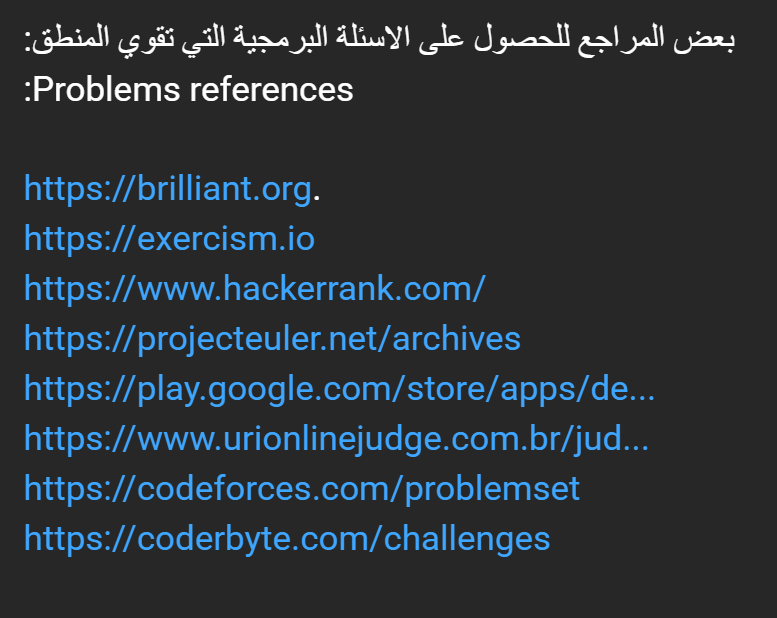 بعض المراجع للحصول على الاسئلة البرمجية التي تقوي المنطق:
:Problems references
https://brilliant.org.
https://exercism.io
https://www.hackerrank.com/
https://projecteuler.net/archives
https://play.google.com/store/apps/de...
https://www.urionlinejudge.com.br/jud...
https://codeforces.com/problemset
https://coderbyte.com/challenges